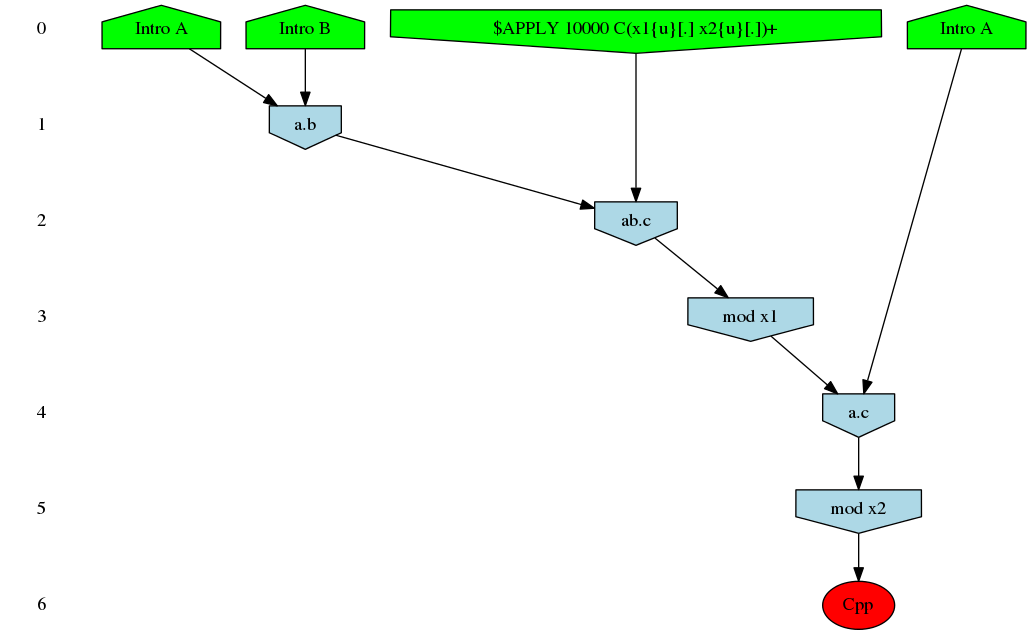 0
Intro A
Intro B
$APPLY 10000 C(x1{u}[.] x2{u}[.])+
Intro A
1
a.b
2
ab.c
3
mod x1
4
a.c
5
mod x2
6
Cpp